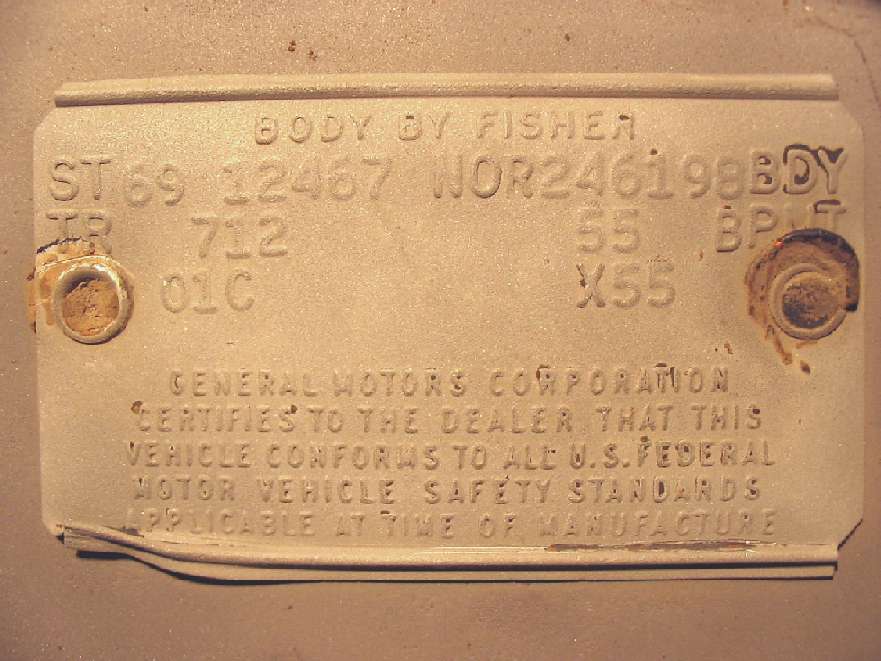 BODY BY FISHER
ST 69 12467 NOR246198 BDY
TR 712 55 BPNT
01C X55
GENERAL MOTORS CORPORATION
CERTIFIES TO THE DEALER THAT THIS
VEHICLE CONFORMS TO ALL U.S. FEDERAL
MOTOR VEHICLE SAFETY STANDARDS
APPLICABLE AT TIME OF MANUFACTURE